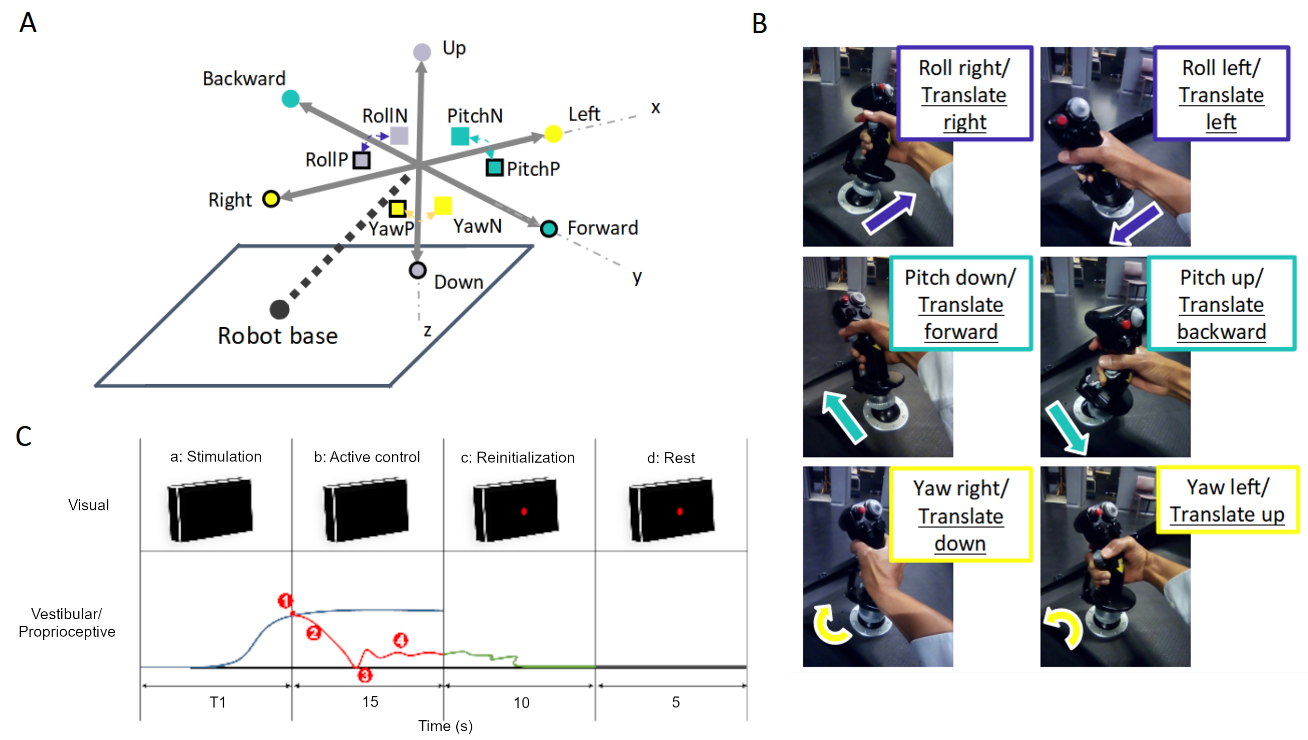 A
Up
Backward
RollN
PitchN
Left
x
RollP
PitchP
Right
YawP
YawN
Forward
y
Down
z
Robot base
B
Roll right/
Translate
right
Roll left/
Translate
left
Pitch down/
Translate
forward
Pitch up/
Translate
backward
Yaw right/
Translate
down
Yaw left/
Translate up
C
a: Stimulation
b: Active control
c: Reinitialization
d: Rest
Visual
Vestibular/
Proprioceptive
1
2
3
4
T1
15
10
5
Time (s)